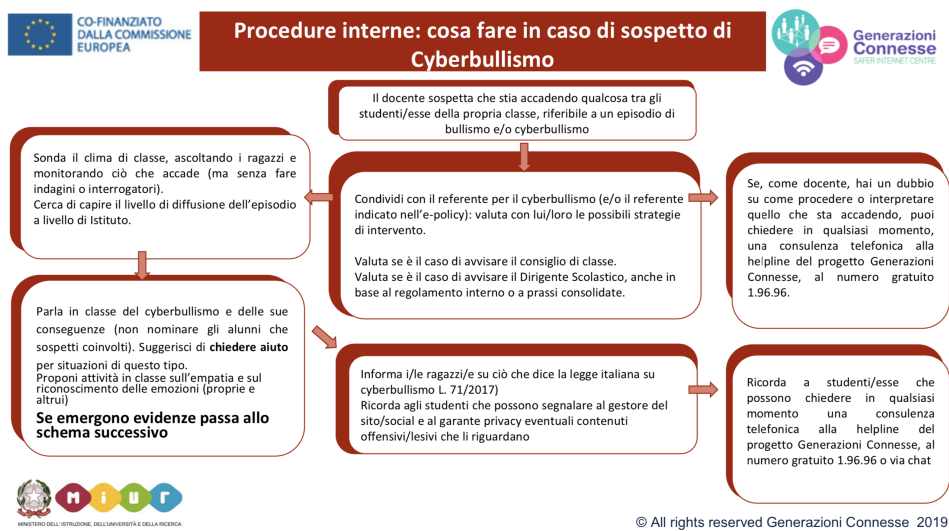 CO-FINANZIATO
DALLA COMMISSIONE
EUROPEA
Procedure interne: cosa fare in caso di sospetto di
Cyberbullismo
Generazioni
Connesse
SAFER INTERNET CENTRE
Il docente sospetta che stia accadendo qualcosa tra gli
studenti/esse della propria classe, riferibile a un episodio di
bullismo e/o cyberbullismo
Sonda il clima di classe, ascoltando i ragazzi e
monitorando ciò che accade (ma senza fare
indagini o interrogatori).
Cerca di capire il livello di diffusione dell'episodio
a livello di Istituto.
Condividi con il referente per il cyberbullismo (e/o il referente
indicato nell'e-policy): valuta con lui/loro le possibili strategie
di intervento.
Valuta se è il caso di avvisare il consiglio di classe.
Valuta se è il caso di avvisare il Dirigente Scolastico, anche in
base al regolamento interno o a prassi consolidate.
Se, come docente, hai un dubbio
su come procedere o interpretare
quello che sta accadendo, puoi
chiedere in qualsiasi momento,
una consulenza telefonica alla
helpline del progetto Generazioni
Connesse, al numero gratuito
1.96.96.
Parla in classe del cyberbullismo e delle sue
conseguenze (non nominare gli alunni che
sospetti coinvolti). Suggerisci di chiedere aiuto
per situazioni di questo tipo.
Proponi attività in classe sull'empatia e sul
riconoscimento delle emozioni (proprie e
altrui)
Se emergono evidenze passa allo
schema successivo
Informa i/le ragazzi/e su ciò che dice la legge italiana su
cyberbullismo L. 71/2017)
Ricorda agli studenti che possono segnalare al gestore del
sito/social e al garante privacy eventuali contenuti
offensivi/lesivi che li riguardano
Ricorda a studenti/esse che
possono chiedere in qualsiasi
momento una consulenza
telefonica alla helpline del
progetto Generazioni Connesse, al
numero gratuito 1.96.96 o via chat
miur
MINISTERO DELL' ISTRUZIONE, DELL'UNIVERSITÀ E DELLA RICERCA
© All rights reserved Generazioni Connesse 2019